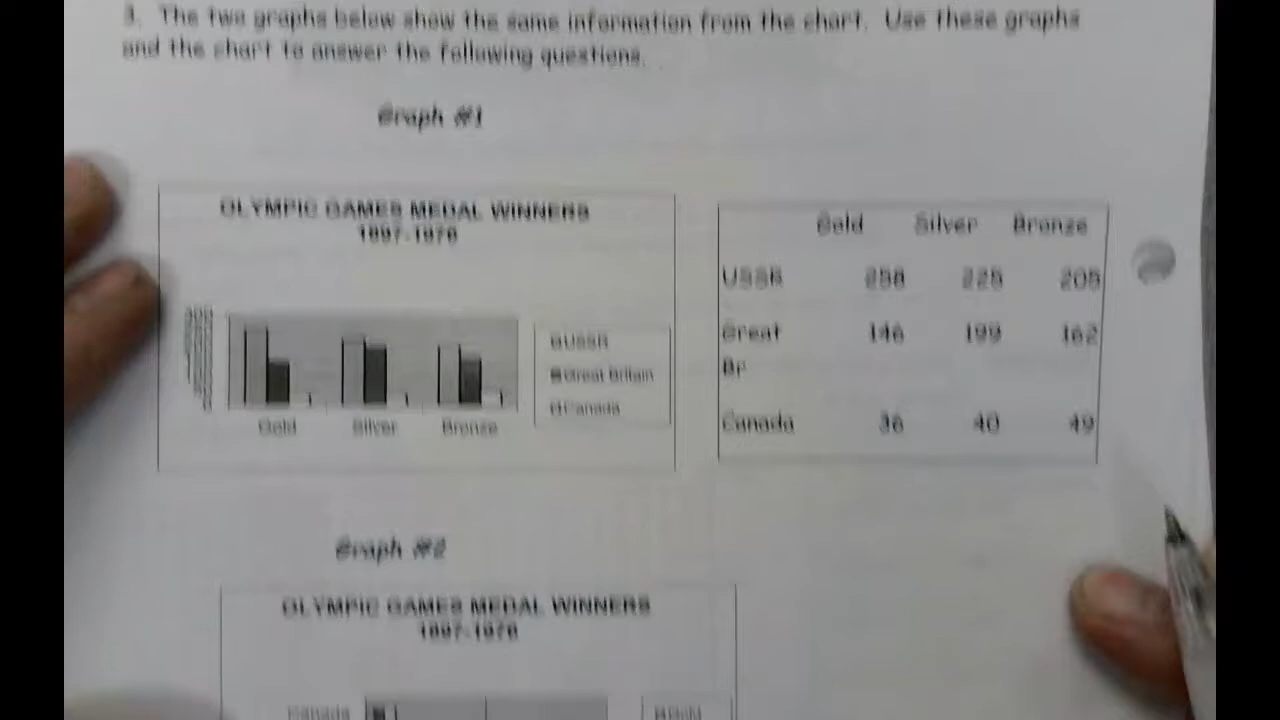 3. The two graphs below show the same information from the chart. Use these graphs
and the chart to answer the following questions.
Graph #1
OLYMPIC GAMES MEDAL WINNERS
1897-1976
Gold Silver Bronze
USSR
Great Britain
Canada
Gold Silver Bronze
USSR 258 225 205
Great 146 199 162
Br
Canada 36 40 49
Graph #2
OLYMPIC GAMES MEDAL WINNERS
1897-1976
Canada
Gold